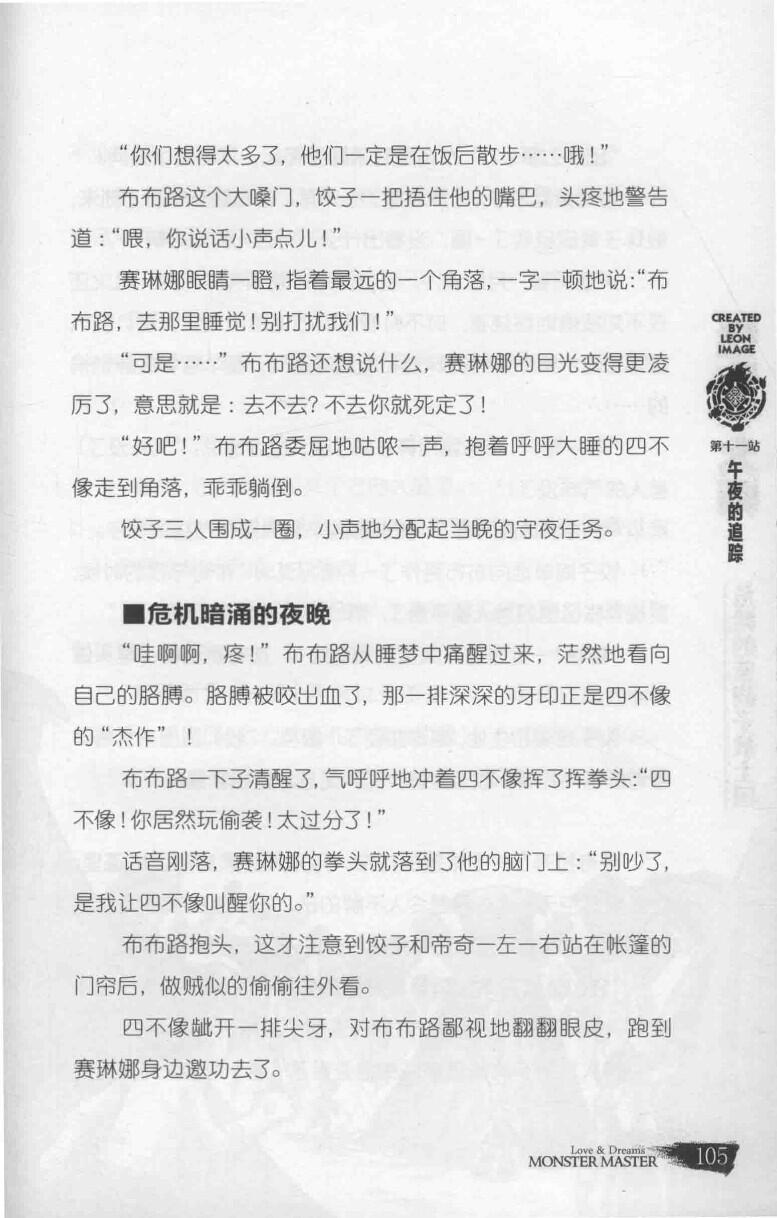 “你们想得太多了，他们一定是在饭后散步……哦！”
布布路这个大嗓门，饺子一把捂住他的嘴巴，头疼地警告
道：“喂，你说话小声点儿！”
赛琳娜眼睛一瞪，指着最远的一个角落，一字一顿地说：“布
布路，去那里睡觉！别打扰我们！”
“可是……”布布路还想说什么，赛琳娜的目光变得更凌
厉了，意思就是：去不去？不去你就死定了！
“好吧！”布布路委屈地咕哝一声，抱着呼呼大睡的四不
像走到角落，乖乖躺倒。
饺子三人围成一圈，小声地分配起当晚的守夜任务。
■危机暗涌的夜晚
“哇啊啊，疼！”布布路从睡梦中痛醒过来，茫然地看向
自己的胳膊。胳膊被咬出血了，那一排深深的牙印正是四不像
的“杰作”！
布布路一下子清醒了，气呼呼地冲着四不像挥了挥拳头：“四
不像！你居然玩偷袭！太过分了！”
话音刚落，赛琳娜的拳头就落到了他的脑门上：“别吵了，
是我让四不像叫醒你的。”
布布路抱头，这才注意到饺子和帝奇一左一右站在帐篷的
门帘后，做贼似的偷偷往外看。
四不像龇开一排尖牙，对布布路鄙视地翻翻眼皮，跑到
赛琳娜身边邀功去了。
CREATED
BY
LEON
IMAGE
第十一站
午夜的追踪
Love & Dreams
MONSTER MASTER
105